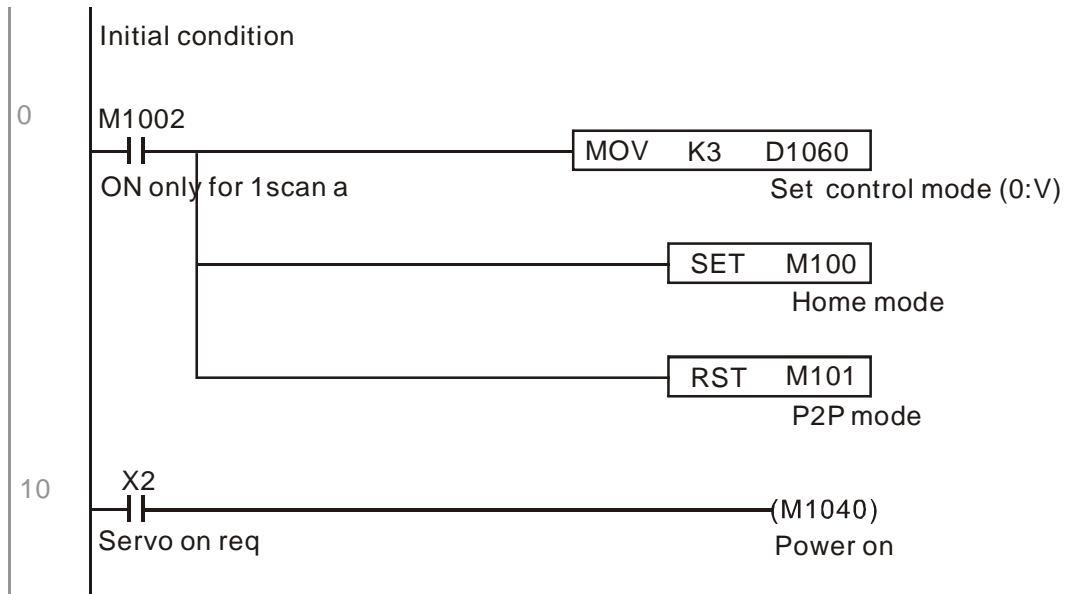 Initial condition
0
M1002
MOV K3 D1060
ON only for 1scan a
Set control mode (0:V)
SET M100
Home mode
RST M101
P2P mode
10
X2
(M1040)
Servo on req
Power on